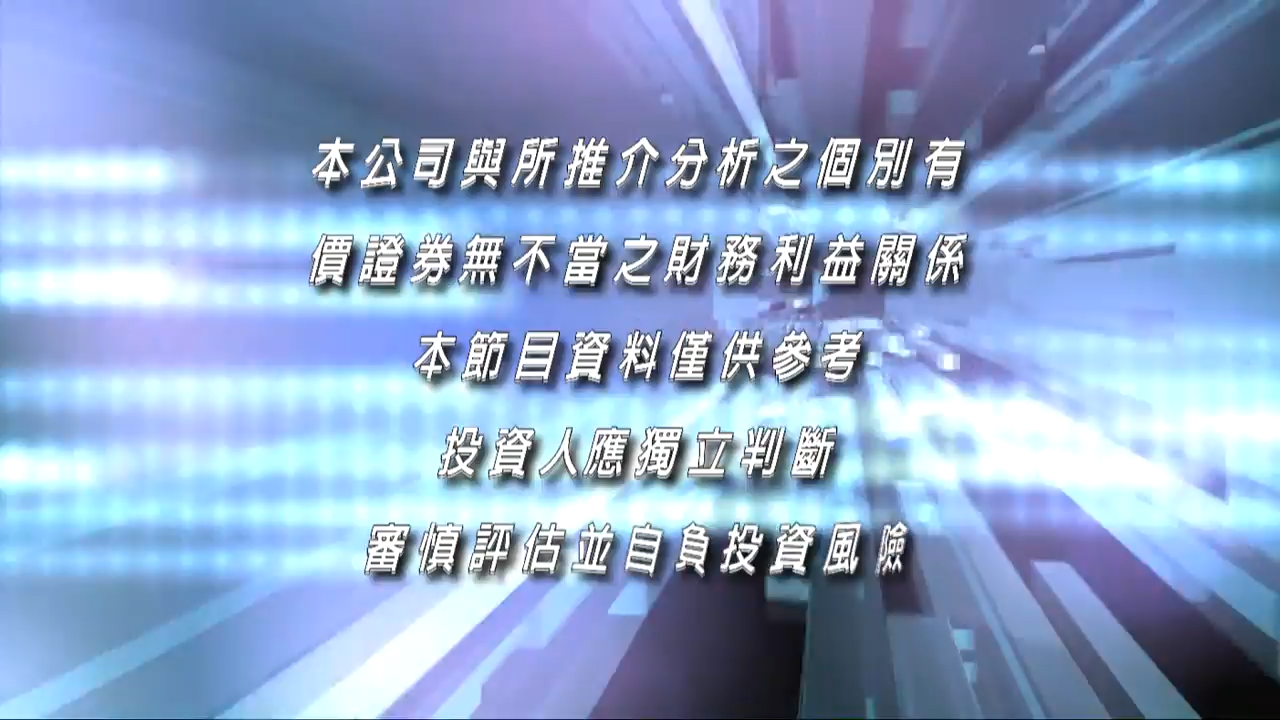 本公司與所推介分析之個別有
價證券無不當之財務利益關係
本節目資料僅供參考
投資人應獨立判斷
審慎評估並自負投資風險